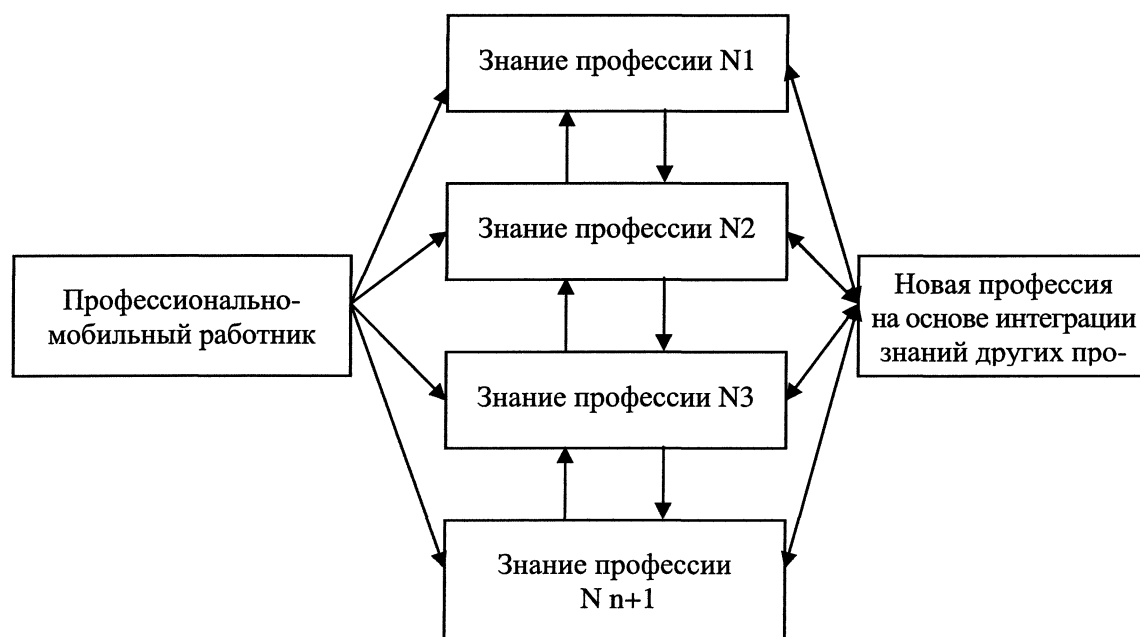 Знание профессии N1
Знание профессии N2
Профессионально-
мобильный работник
Новая профессия
на основе интеграции
знаний других про-
Знание профессии N3
Знание профессии
N n+1